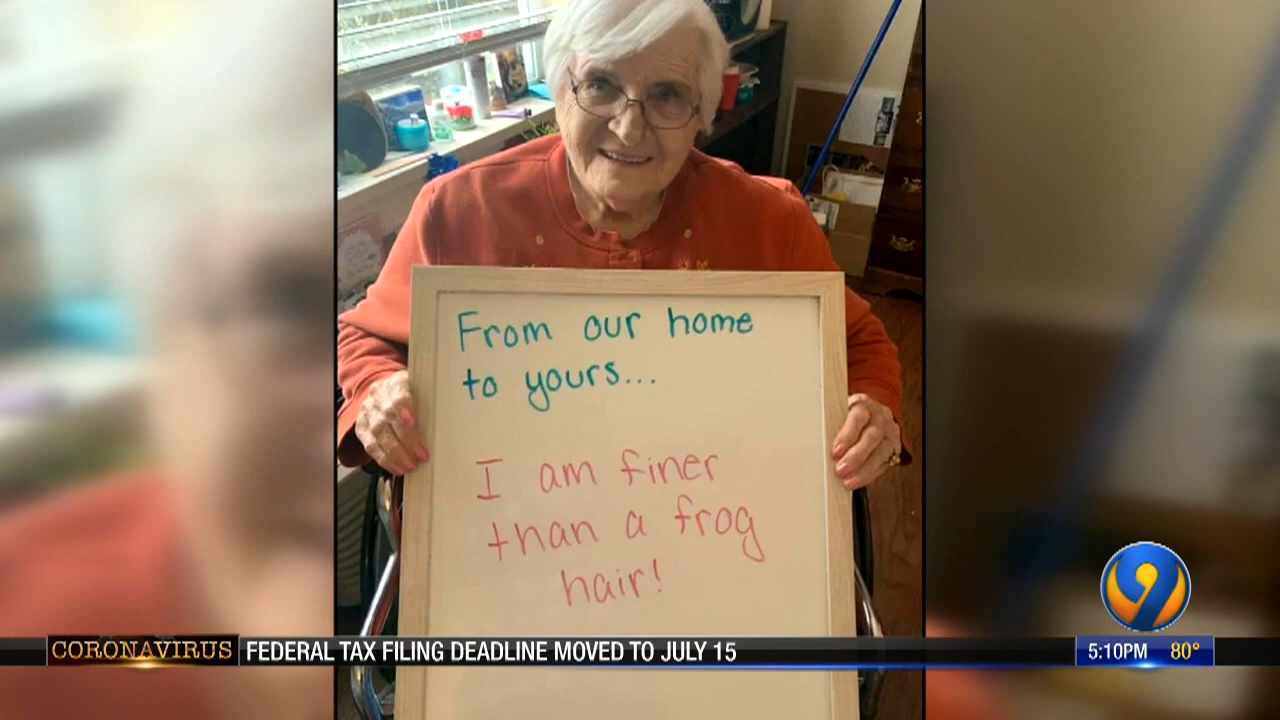 From our home
to yours...
I am finer
than a frog
hair!
9
CORONAVIRUS FEDERAL TAX FILING DEADLINE MOVED TO JULY 15 5:10PM 80°